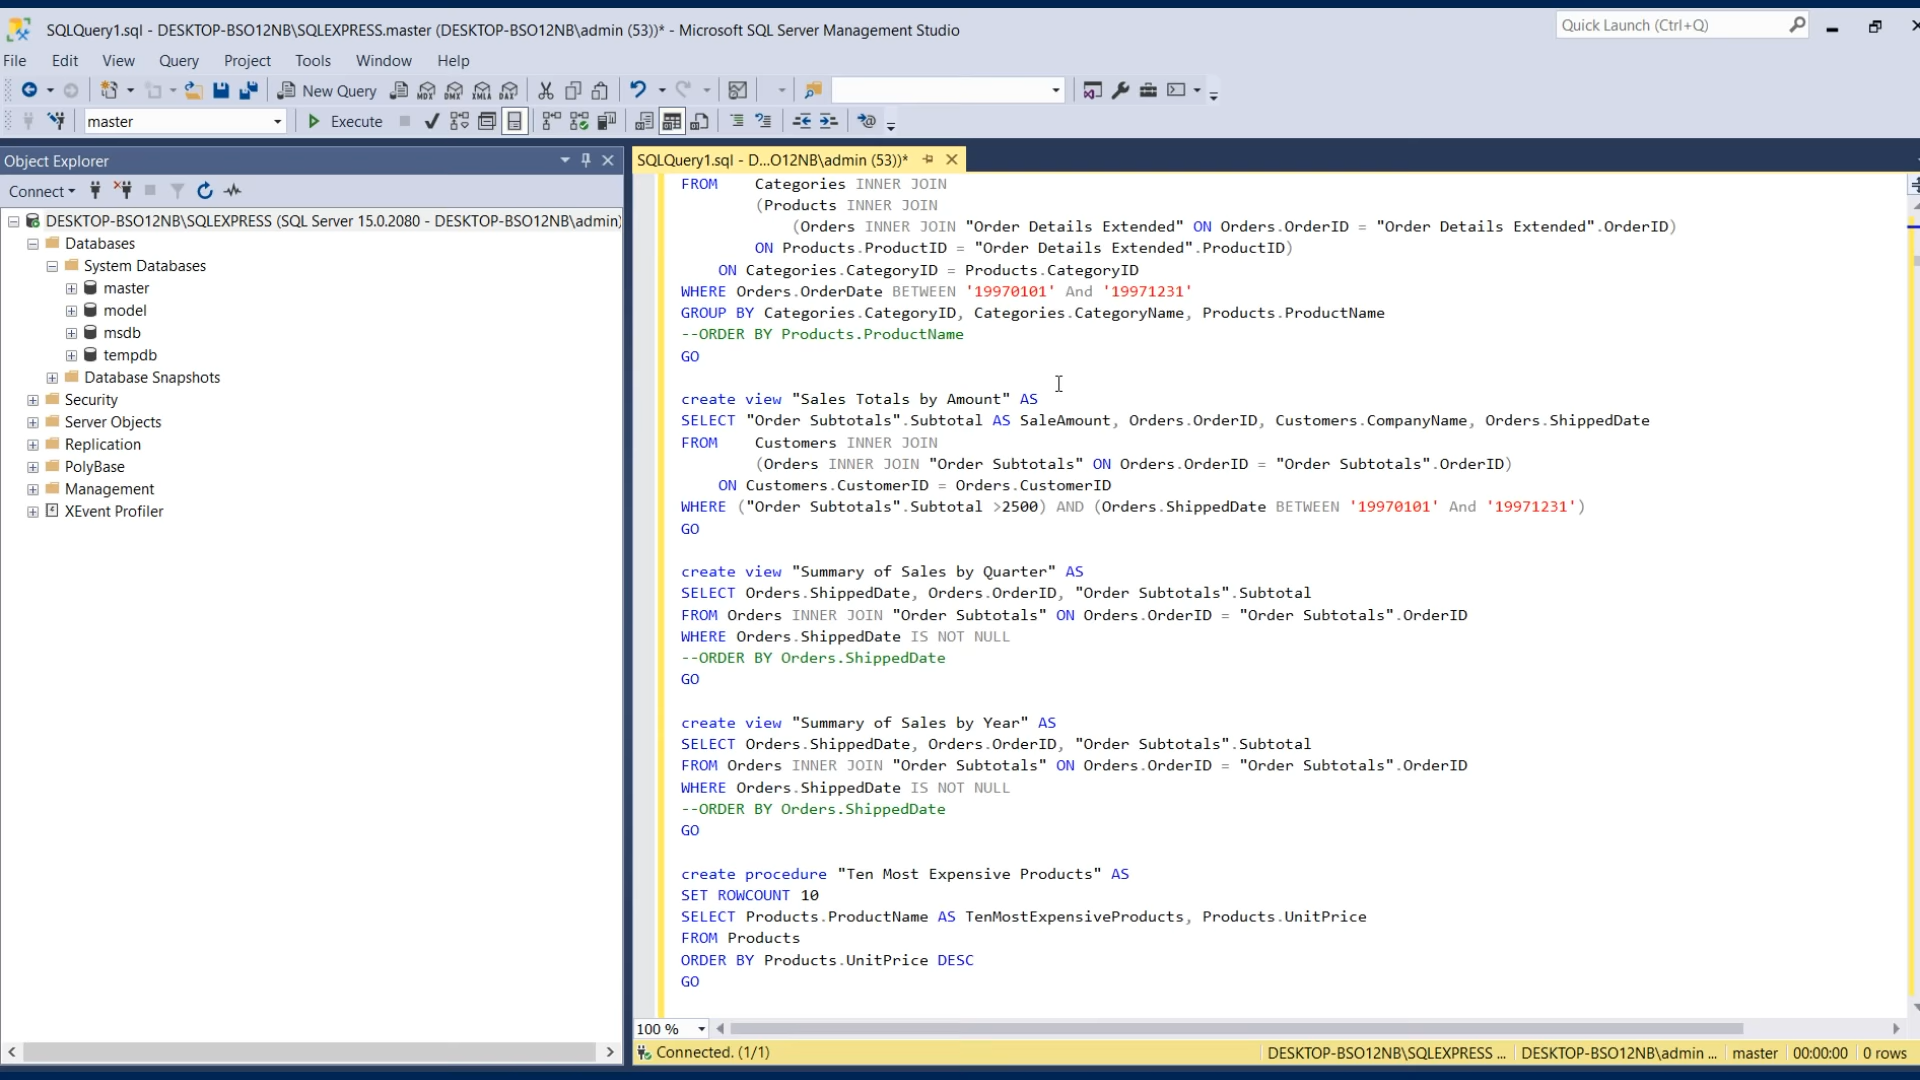 SQLQuery1.sql - DESKTOP-BSO12NB\SQLEXPRESS.master (DESKTOP-BSO12NB\admin (53))* - Microsoft SQL Server Management Studio
Quick Launch (Ctrl+Q)
File Edit View Query Project Tools Window Help
New Query MDX DMX XMLA DAX
master Execute
Object Explorer
SQLQuery1.sql - D...O12NB\admin (53))*
Connect
DESKTOP-BSO12NB\SQLEXPRESS (SQL Server 15.0.2080 - DESKTOP-BSO12NB\admin)
Databases
System Databases
master
model
msdb
tempdb
Database Snapshots
Security
Server Objects
Replication
PolyBase
Management
XEvent Profiler
FROM Categories INNER JOIN
(Products INNER JOIN
(Orders INNER JOIN "Order Details Extended" ON Orders.OrderID = "Order Details Extended".OrderID)
ON Products.ProductID = "Order Details Extended".ProductID)
ON Categories.CategoryID = Products.CategoryID
WHERE Orders.OrderDate BETWEEN '19970101' And '19971231'
GROUP BY Categories.CategoryID, Categories.CategoryName, Products.ProductName
--ORDER BY Products.ProductName
GO
create view "Sales Totals by Amount" AS
SELECT "Order Subtotals".Subtotal AS SaleAmount, Orders.OrderID, Customers.CompanyName, Orders.ShippedDate
FROM Customers INNER JOIN
(Orders INNER JOIN "Order Subtotals" ON Orders.OrderID = "Order Subtotals".OrderID)
ON Customers.CustomerID = Orders.CustomerID
WHERE ("Order Subtotals".Subtotal >2500) AND (Orders.ShippedDate BETWEEN '19970101' And '19971231')
GO
create view "Summary of Sales by Quarter" AS
SELECT Orders.ShippedDate, Orders.OrderID, "Order Subtotals".Subtotal
FROM Orders INNER JOIN "Order Subtotals" ON Orders.OrderID = "Order Subtotals".OrderID
WHERE Orders.ShippedDate IS NOT NULL
--ORDER BY Orders.ShippedDate
GO
create view "Summary of Sales by Year" AS
SELECT Orders.ShippedDate, Orders.OrderID, "Order Subtotals".Subtotal
FROM Orders INNER JOIN "Order Subtotals" ON Orders.OrderID = "Order Subtotals".OrderID
WHERE Orders.ShippedDate IS NOT NULL
--ORDER BY Orders.ShippedDate
GO
create procedure "Ten Most Expensive Products" AS
SET ROWCOUNT 10
SELECT Products.ProductName AS TenMostExpensiveProducts, Products.UnitPrice
FROM Products
ORDER BY Products.UnitPrice DESC
GO
100 %
Connected. (1/1)
DESKTOP-BSO12NB\SQLEXPRESS ... DESKTOP-BSO12NB\admin ... master 00:00:00 0 rows